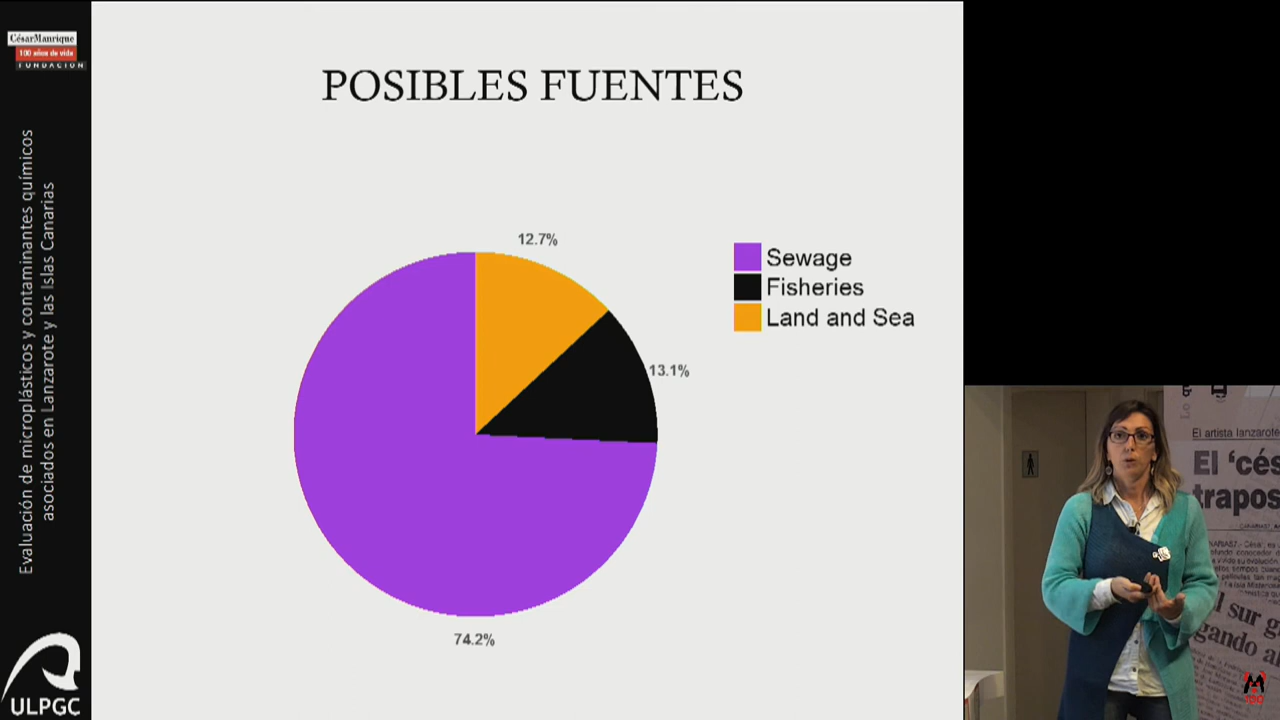 CésarManrique
100 años de vida
FUNDACIÓN
Evaluación de microplásticos y contaminantes químicos
asociados en Lanzarote y las Islas Canarias
ULPGC
POSIBLES FUENTES
12.7%
13.1%
74.2%
Sewage
Fisheries
Land and Sea
El artista lanzarote
El ‘cés
trapos
sur g
gando a